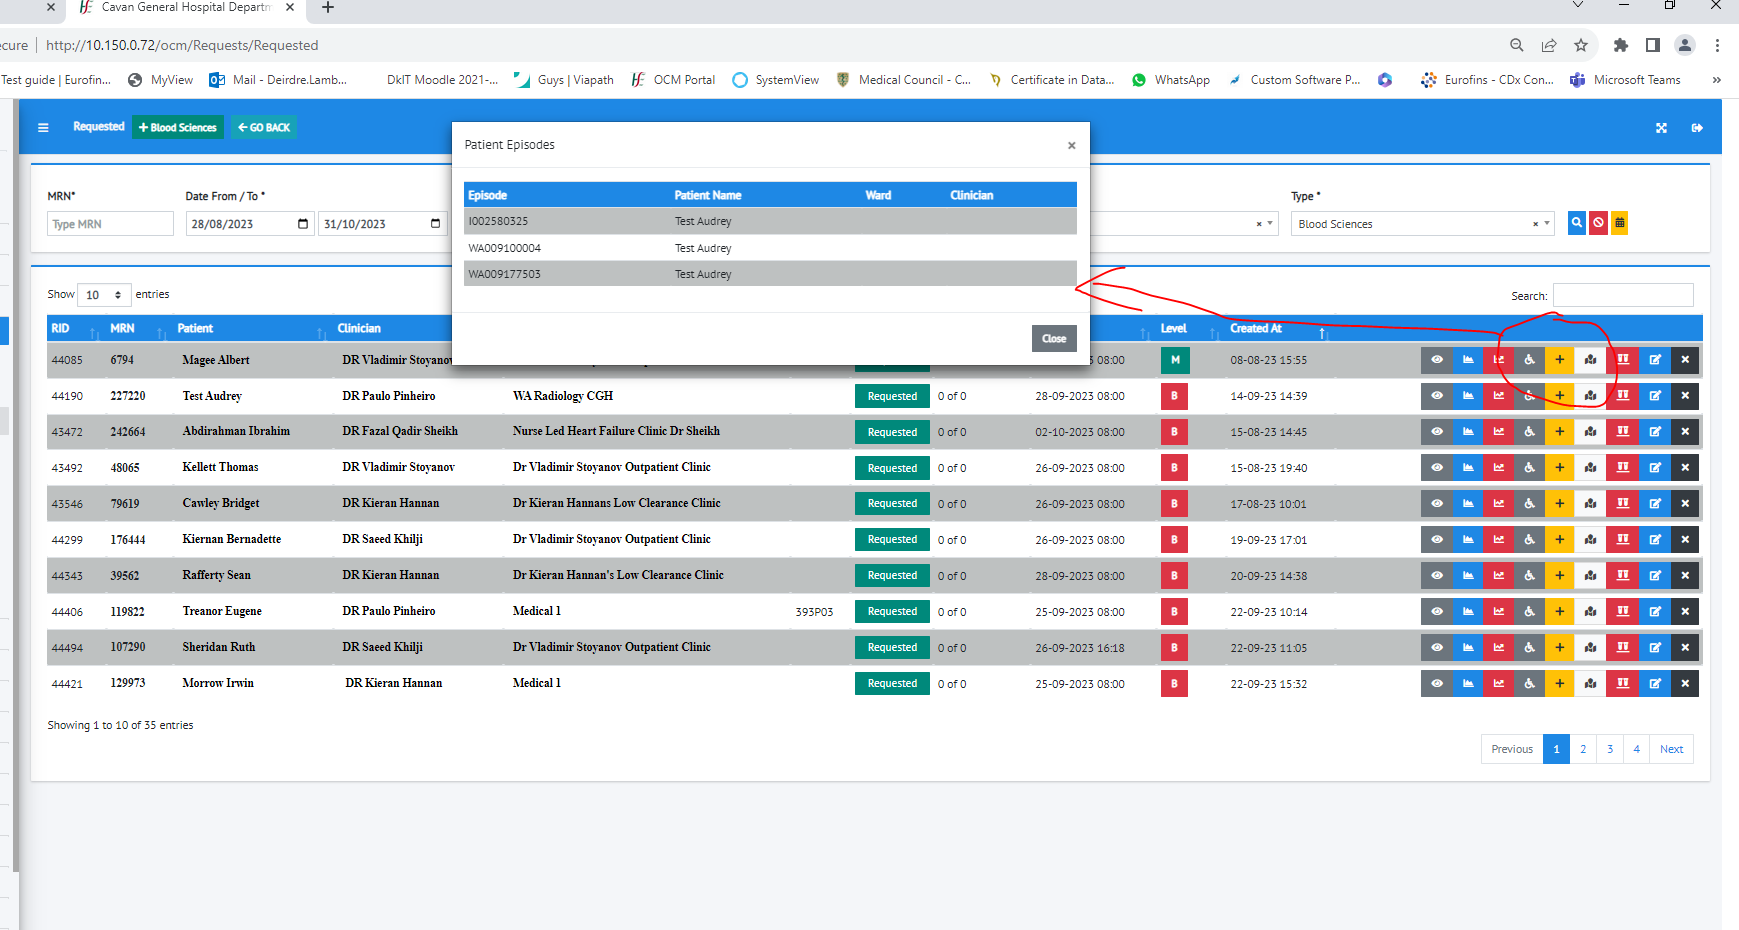 Cavan General Hospital Departm
http://10.150.0.72/ocm/Requests/Requested
Test guide | Eurofin... MyView Mail - Deirdre.Lamb... DkIT Moodle 2021-... Guys | Viapath OCM Portal SystemView Medical Council - C... Certificate in Data... WhatsApp Custom Software P... Eurofins - CDx Con... Microsoft Teams »
Requested + Blood Sciences GO BACK
Patient Episodes ×
Episode Patient Name Ward Clinician
I002580325 Test Audrey
WA009100004 Test Audrey
WA009177503 Test Audrey
Close
MRN* Date From / To * Type *
Type MRN 28/08/2023 31/10/2023 × Blood Sciences ×
Show 10 entries Search:
RID MRN Patient Clinician Level Created At
44085 6794 Magee Albert DR Vladimir Stoyanov 08:00 M 08-08-23 15:55
44190 227220 Test Audrey DR Paulo Pinheiro WA Radiology CGH Requested 0 of 0 28-09-2023 08:00 B 14-09-23 14:39
43472 242664 Abdirahman Ibrahim DR Fazal Qadir Sheikh Nurse Led Heart Failure Clinic Dr Sheikh Requested 0 of 0 02-10-2023 08:00 B 15-08-23 14:45
43492 48065 Kellett Thomas DR Vladimir Stoyanov Dr Vladimir Stoyanov Outpatient Clinic Requested 0 of 0 26-09-2023 08:00 B 15-08-23 19:40
43546 79619 Cawley Bridget DR Kieran Hannan Dr Kieran Hannans Low Clearance Clinic Requested 0 of 0 26-09-2023 08:00 B 17-08-23 10:01
44299 176444 Kiernan Bernadette DR Saeed Khilji Dr Vladimir Stoyanov Outpatient Clinic Requested 0 of 0 26-09-2023 08:00 B 19-09-23 17:01
44343 39562 Rafferty Sean DR Kieran Hannan Dr Kieran Hannan's Low Clearance Clinic Requested 0 of 0 28-09-2023 08:00 B 20-09-23 14:38
44406 119822 Treanor Eugene DR Paulo Pinheiro Medical 1 393P03 Requested 0 of 0 25-09-2023 08:00 B 22-09-23 10:14
44494 107290 Sheridan Ruth DR Saeed Khilji Dr Vladimir Stoyanov Outpatient Clinic Requested 0 of 0 26-09-2023 16:18 B 22-09-23 11:05
44421 129973 Morrow Irwin DR Kieran Hannan Medical 1 Requested 0 of 0 25-09-2023 08:00 B 22-09-23 15:32
Showing 1 to 10 of 35 entries
Previous 1 2 3 4 Next